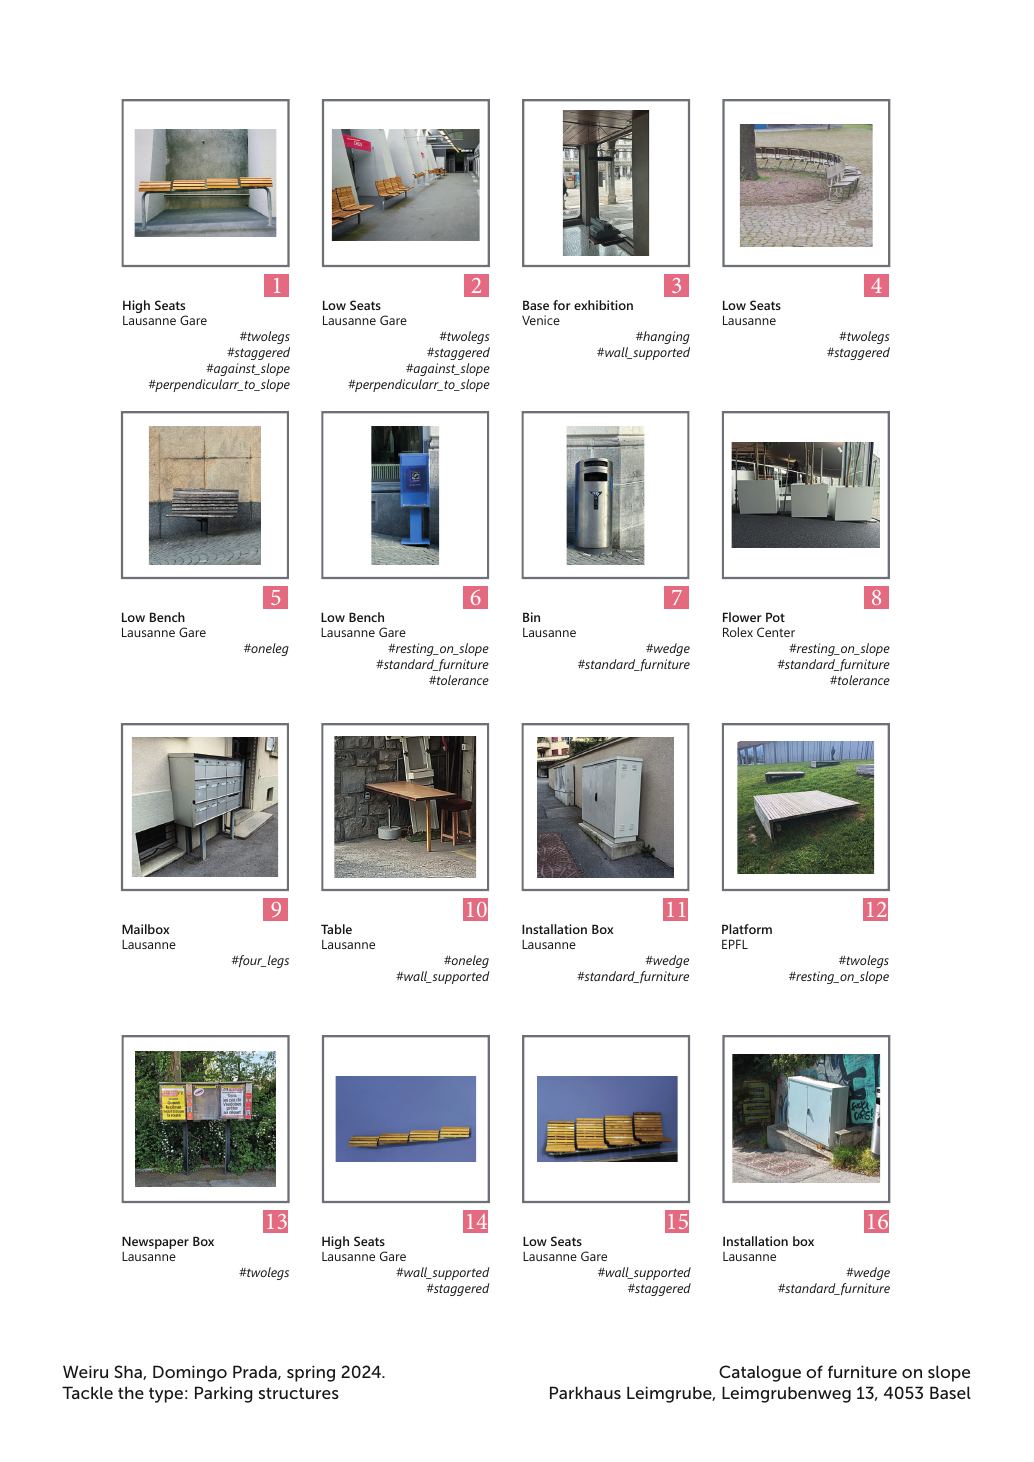 1
High Seats
Lausanne Gare
#twolegs
#staggered
#against_slope
#perpendicularr_to_slope
2
Low Seats
Lausanne Gare
#twolegs
#staggered
#against_slope
#perpendicularr_to_slope
3
Base for exhibition
Venice
#hanging
#wall_supported
4
Low Seats
Lausanne
#twolegs
#staggered
5
Low Bench
Lausanne Gare
#oneleg
6
Low Bench
Lausanne Gare
#resting_on_slope
#standard_furniture
#tolerance
7
Bin
Lausanne
#wedge
#standard_furniture
8
Flower Pot
Rolex Center
#resting_on_slope
#standard_furniture
#tolerance
9
Mailbox
Lausanne
#four_legs
10
Table
Lausanne
#oneleg
#wall_supported
11
Installation Box
Lausanne
#wedge
#standard_furniture
12
Platform
EPFL
#twolegs
#resting_on_slope
13
Newspaper Box
Lausanne
#twolegs
14
High Seats
Lausanne Gare
#wall_supported
#staggered
15
Low Seats
Lausanne Gare
#wall_supported
#staggered
16
Installation box
Lausanne
#wedge
#standard_furniture
Weiru Sha, Domingo Prada, spring 2024.
Tackle the type: Parking structures
Catalogue of furniture on slope
Parkhaus Leimgrube, Leimgrubenweg 13, 4053 Basel